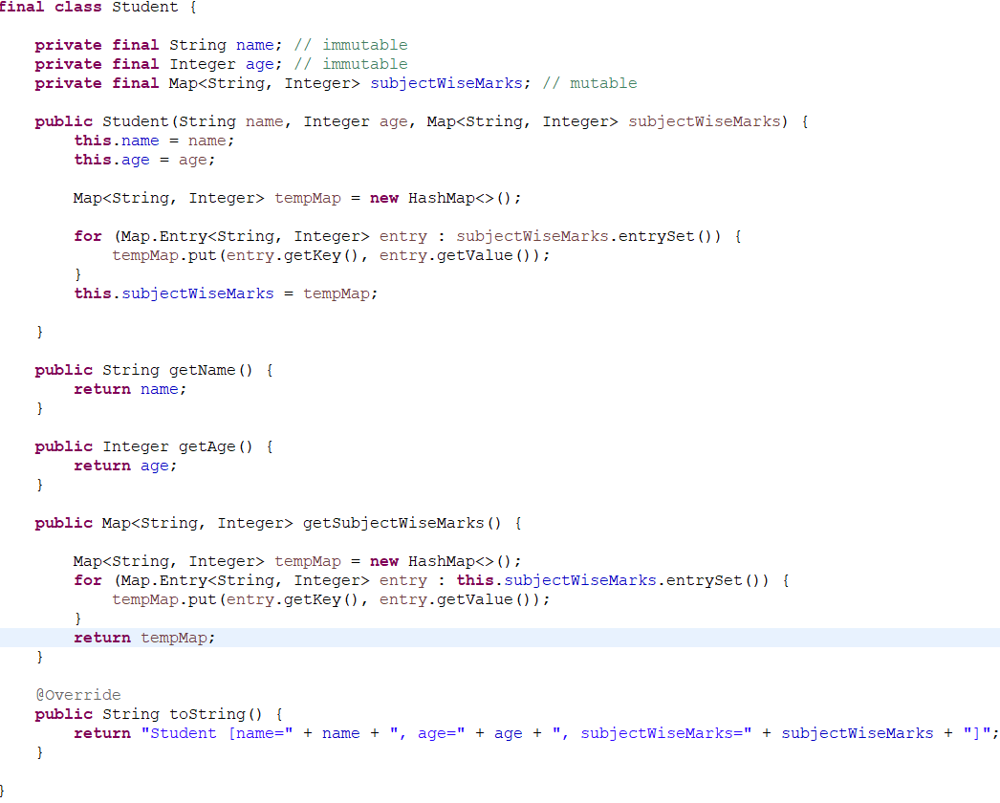 final class Student {
private final String name; // immutable
private final Integer age; // immutable
private final Map<String, Integer> subjectWiseMarks; // mutable
public Student(String name, Integer age, Map<String, Integer> subjectWiseMarks) {
this.name = name;
this.age = age;
Map<String, Integer> tempMap = new HashMap<>();
for (Map.Entry<String, Integer> entry : subjectWiseMarks.entrySet()) {
tempMap.put(entry.getKey(), entry.getValue());
}
this.subjectWiseMarks = tempMap;
}
public String getName() {
return name;
}
public Integer getAge() {
return age;
}
public Map<String, Integer> getSubjectWiseMarks() {
Map<String, Integer> tempMap = new HashMap<>();
for (Map.Entry<String, Integer> entry : this.subjectWiseMarks.entrySet()) {
tempMap.put(entry.getKey(), entry.getValue());
}
return tempMap;
}
@Override
public String toString() {
return "Student [name=" + name + ", age=" + age + ", subjectWiseMarks=" + subjectWiseMarks + "]";
}
}